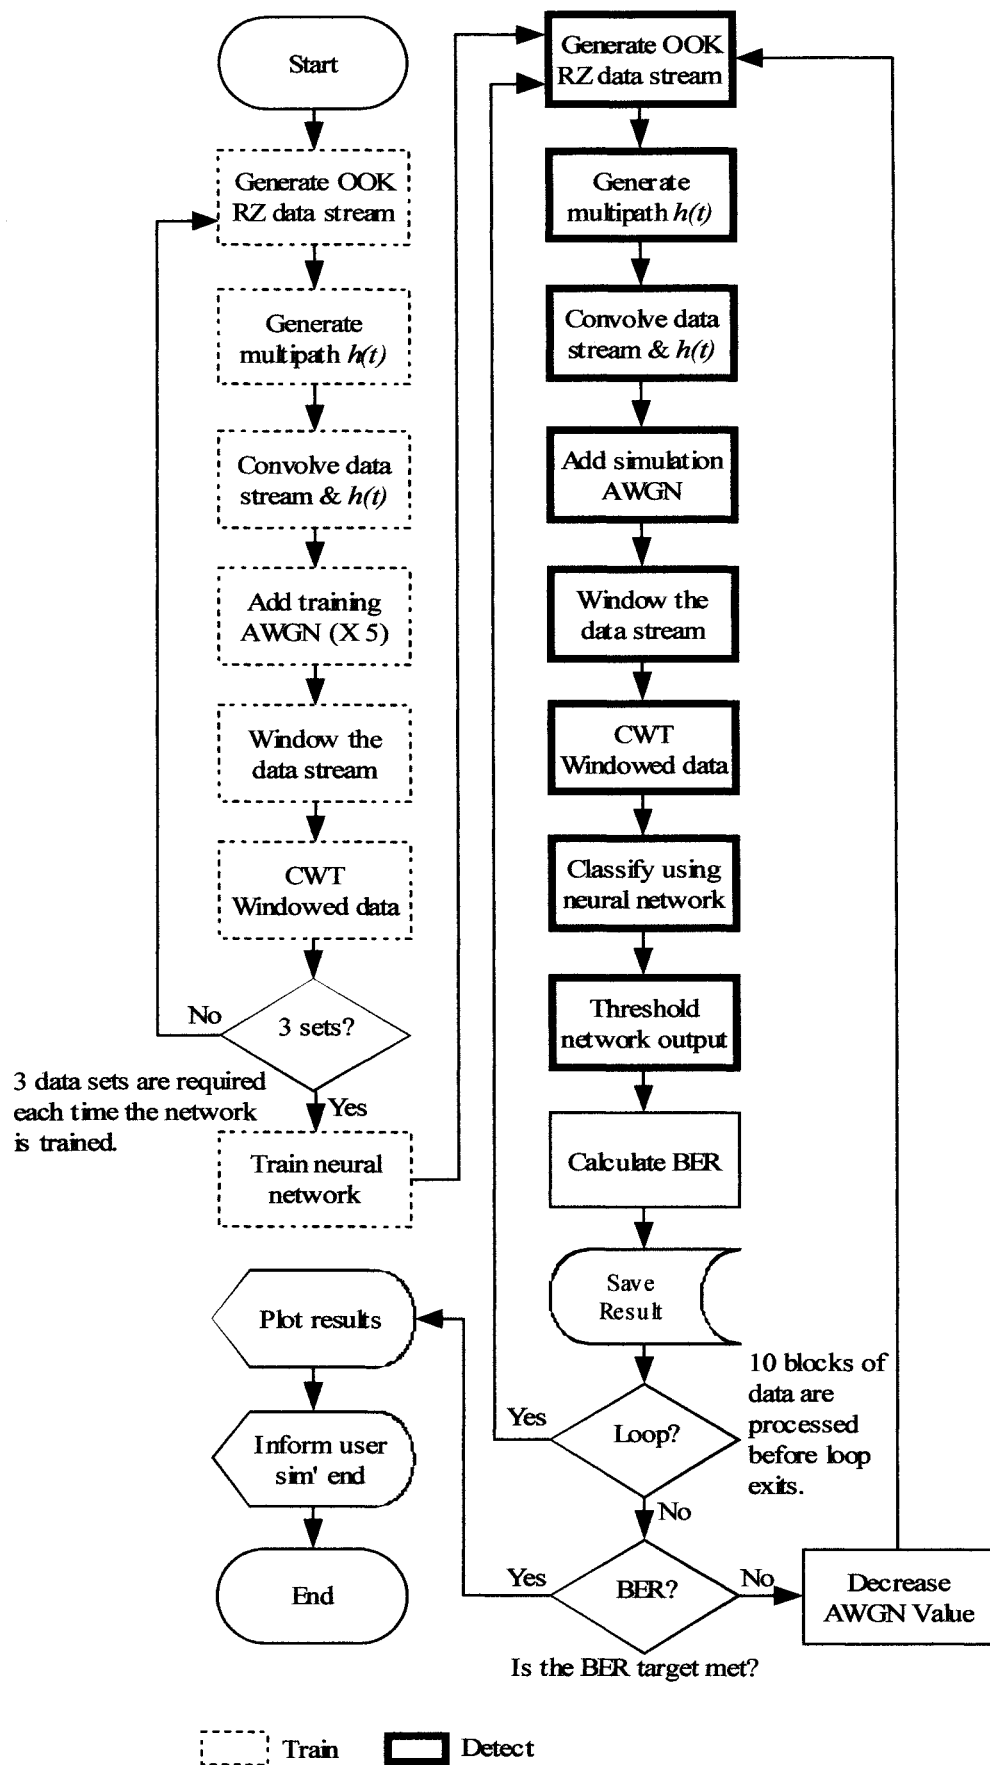 Start
Generate OOK
RZ data stream
Generate
multipath h(t)
Convolve data
stream & h(t)
Add training
AWGN (X 5)
Window the
data stream
CWT
Windowed data
3 sets?
No
Yes
3 data sets are required
each time the network
is trained.
Train neural
network
Generate OOK
RZ data stream
Generate
multipath h(t)
Convolve data
stream & h(t)
Add simulation
AWGN
Window the
data stream
CWT
Windowed data
Classify using
neural network
Threshold
network output
Calculate BER
Save
Result
10 blocks of
data are
processed
before loop
exits.
Yes
Loop?
No
Yes
BER?
No
Decrease
AWGN Value
Is the BER target met?
Plot results
Inform user
sim' end
End
Train
Detect